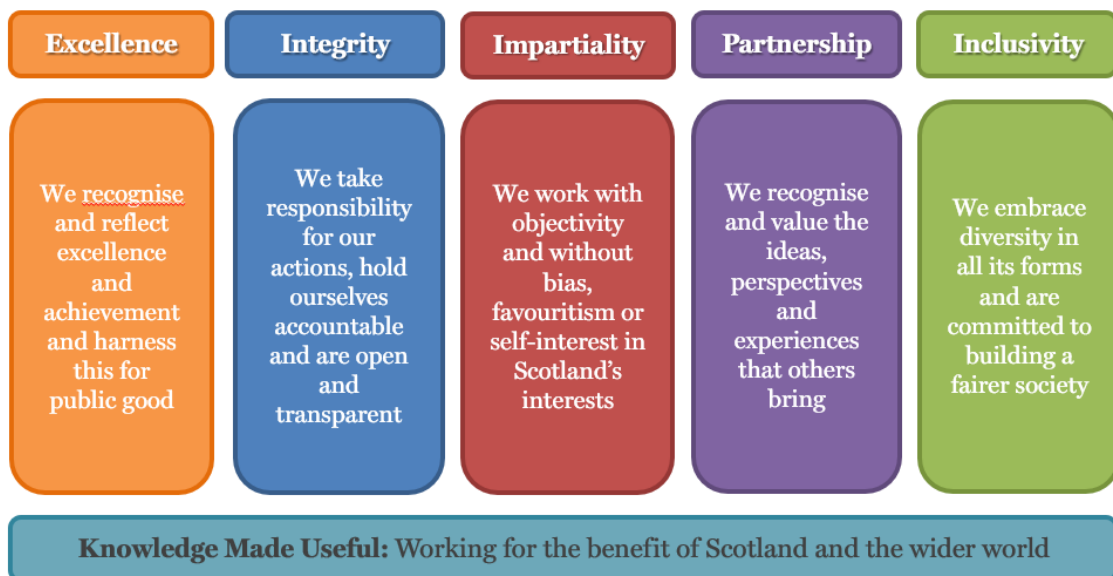 Excellence
Integrity
Impartiality
Partnership
Inclusivity
We recognise
and reflect
excellence
and
achievement
and harness
this for
public good
We take
responsibility
for our
actions, hold
ourselves
accountable
and are open
and
transparent
We work with
objectivity
and without
bias,
favouritism or
self-interest in
Scotland’s
interests
We recognise
and value the
ideas,
perspectives
and
experiences
that others
bring
We embrace
diversity in
all its forms
and are
committed to
building a
fairer society
Knowledge Made Useful: Working for the benefit of Scotland and the wider world